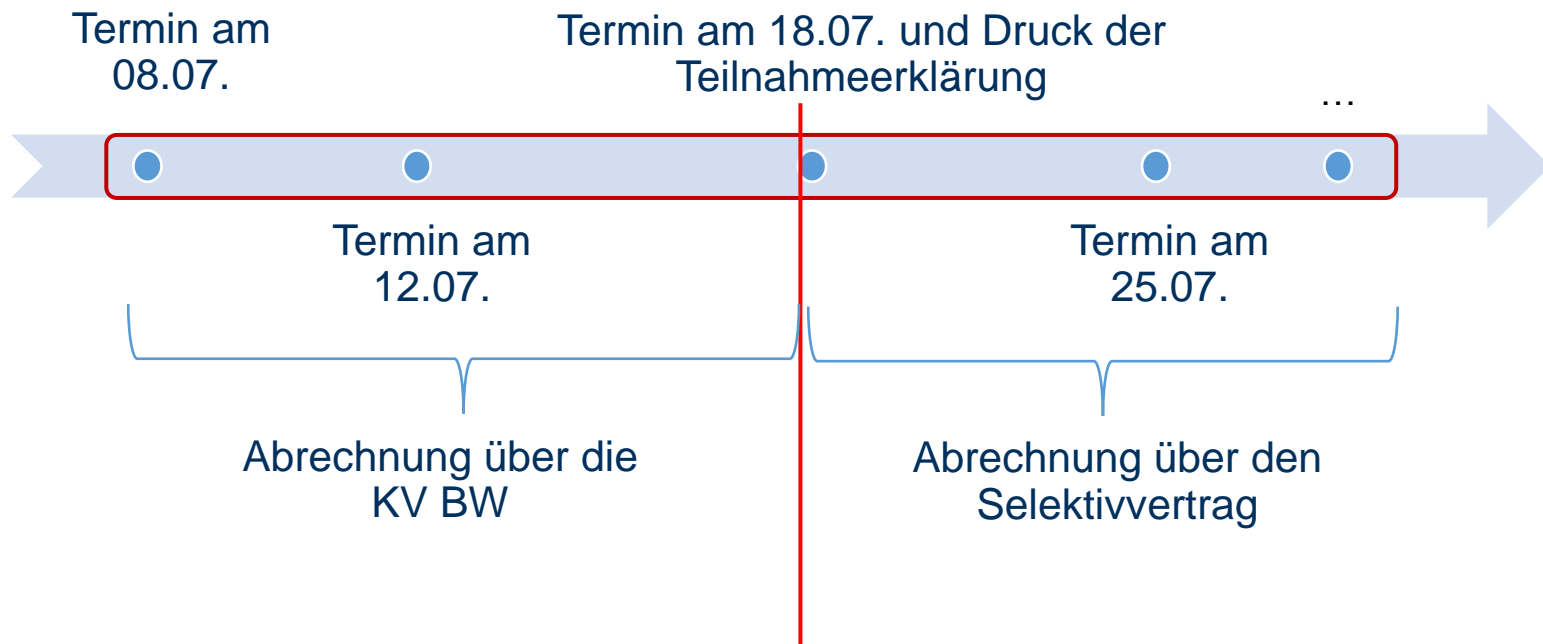 Termin am
08.07.
Termin am 18.07. und Druck der
Teilnahmeerklärung
...
Termin am
12.07.
Termin am
25.07.
Abrechnung über die
KV BW
Abrechnung über den
Selektivvertrag